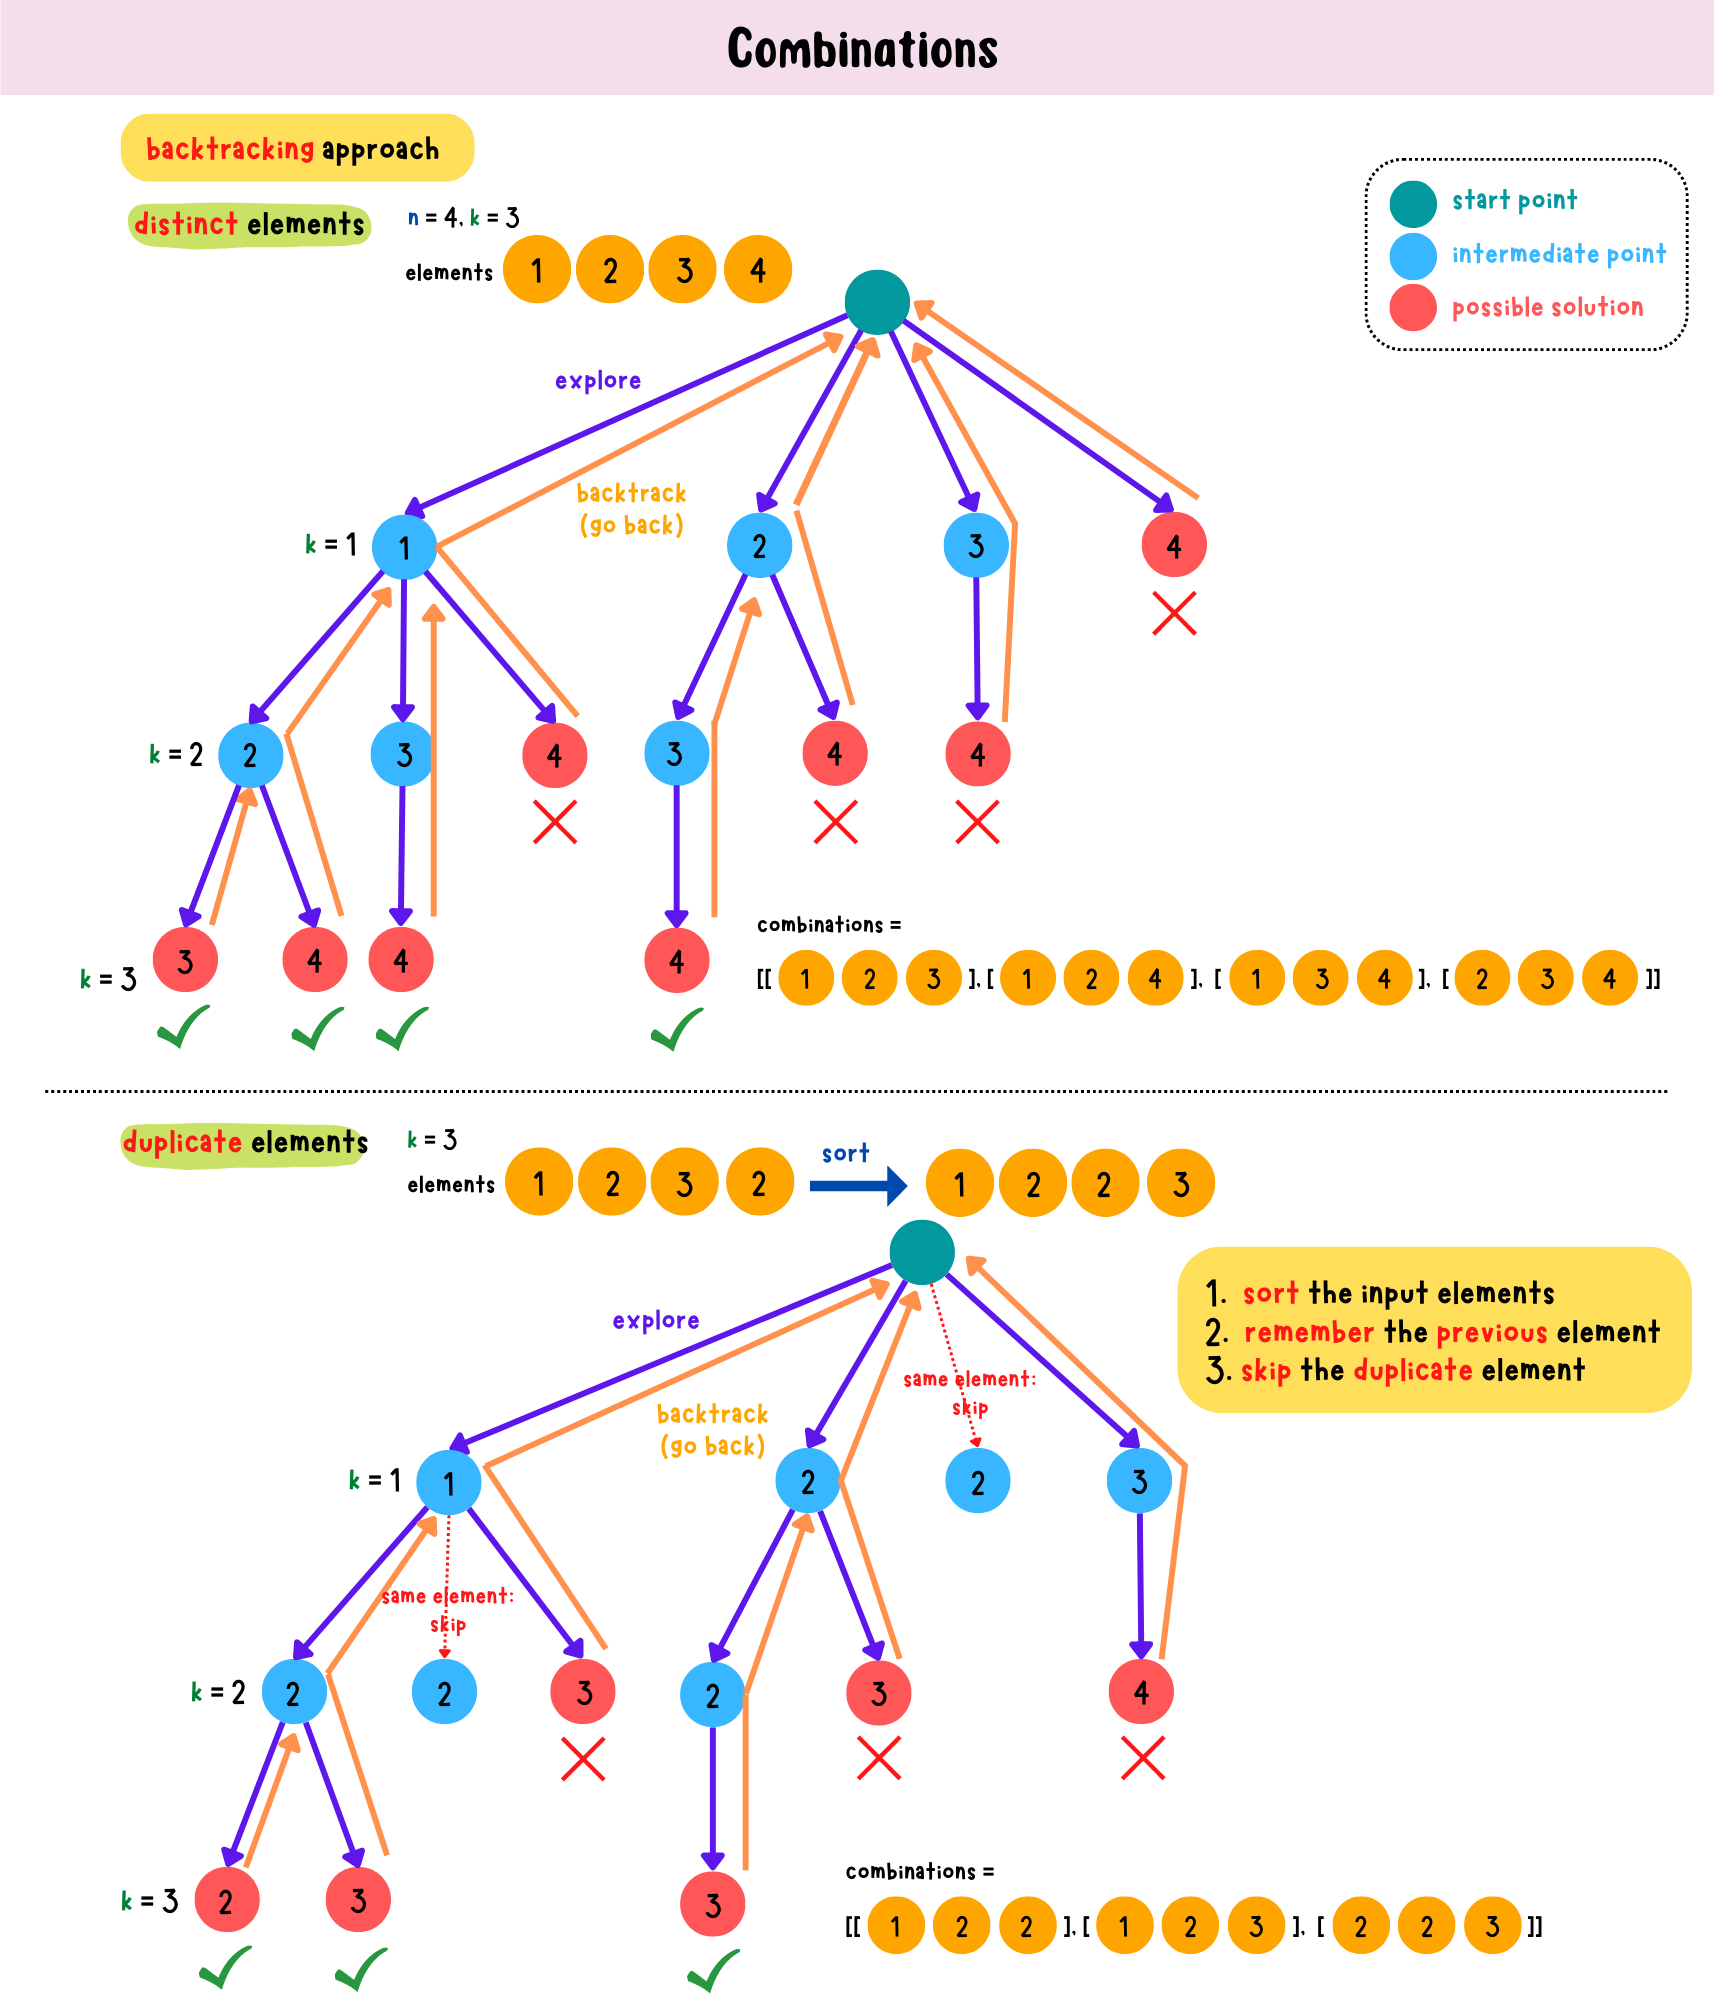 Combinations
backtracking approach
distinct elements
n = 4, k = 3
elements 1 2 3 4
start point
intermediate point
possible solution
explore
backtrack
(go back)
k = 1 1 2 3 4
k = 2 2 3 4 3 4 4
k = 3 3 4 4 4
combinations =
[[ 1 2 3 ], [ 1 2 4 ], [ 1 3 4 ], [ 2 3 4 ]]
duplicate elements
k = 3
elements 1 2 3 2
sort
1 2 2 3
1. sort the input elements
2. remember the previous element
3. skip the duplicate element
explore
same element:
skip
backtrack
(go back)
k = 1 1 2 2 3
same element:
skip
k = 2 2 2 3 2 3 4
k = 3 2 3 3
combinations =
[[ 1 2 2 ], [ 1 2 3 ], [ 2 2 3 ]]